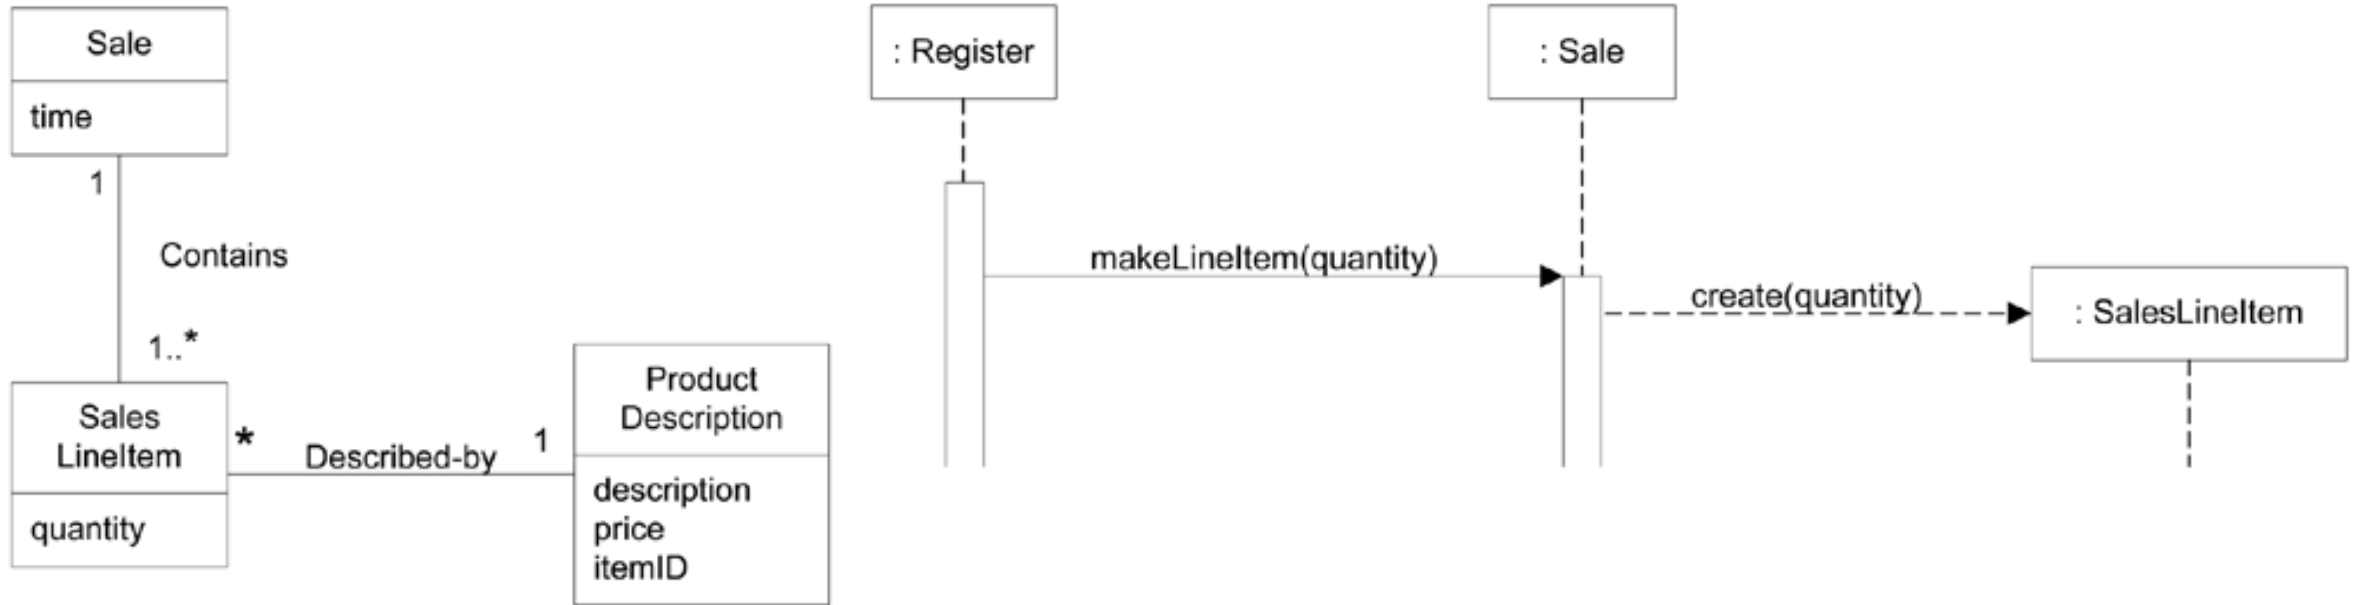 Sale
time
1
Contains
1..*
Sales
LineItem
quantity
*
Described-by
1
Product
Description
description
price
itemID
: Register
makeLineItem(quantity)
: Sale
create(quantity)
: SalesLineItem